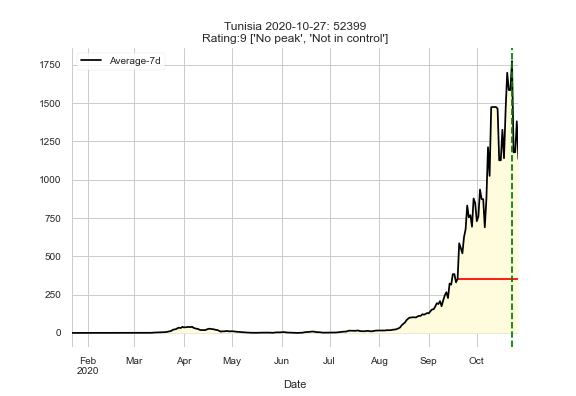 Tunisia 2020-10-27: 52399
Rating:9 ['No peak', 'Not in control']
Average-7d
1750
1500
1250
1000
750
500
250
0
Feb Mar Apr May Jun Jul Aug Sep Oct
2020
Date